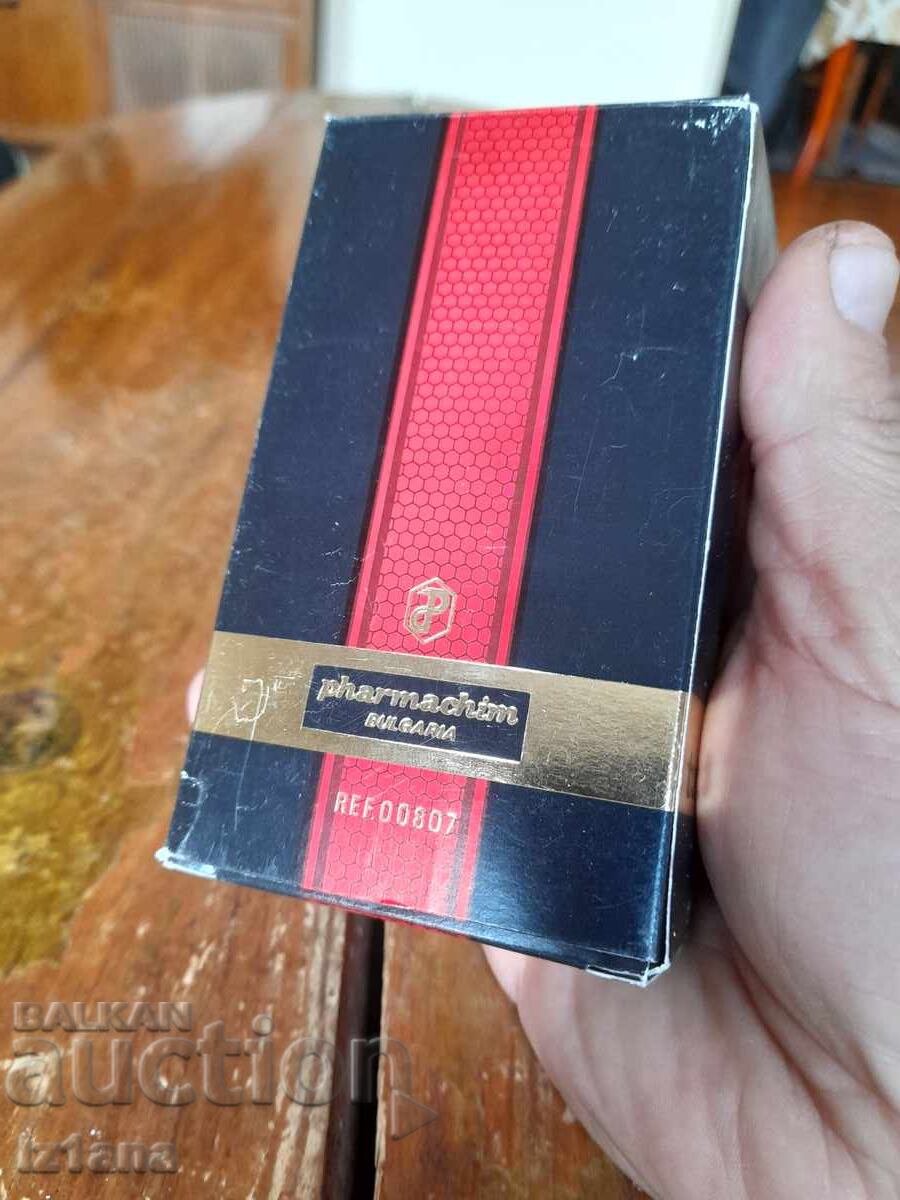 pharmachim
BULGARIA
REF.00807
BALKAN
auction
iz1ana